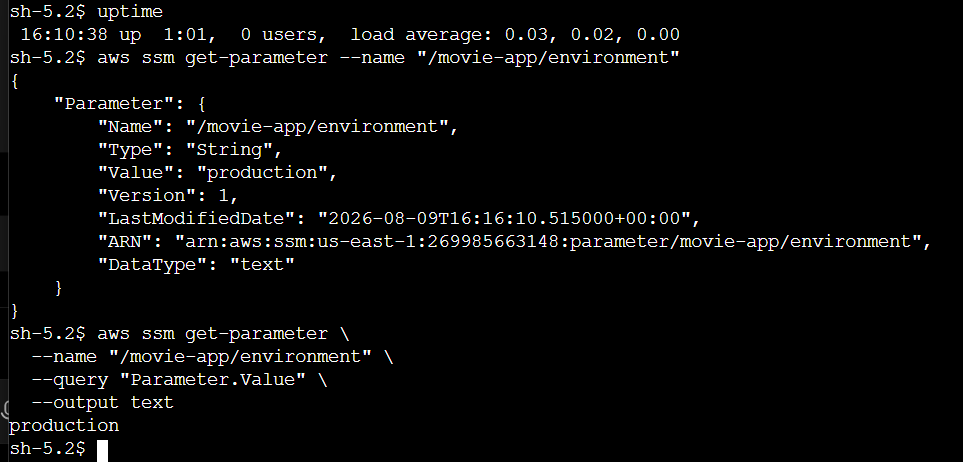 sh-5.2$ uptime
 16:10:38 up  1:01,  0 users,  load average: 0.03, 0.02, 0.00
sh-5.2$ aws ssm get-parameter --name "/movie-app/environment"
{
    "Parameter": {
        "Name": "/movie-app/environment",
        "Type": "String",
        "Value": "production",
        "Version": 1,
        "LastModifiedDate": "2026-08-09T16:16:10.515000+00:00",
        "ARN": "arn:aws:ssm:us-east-1:269985663148:parameter/movie-app/environment",
        "DataType": "text"
    }
}
sh-5.2$ aws ssm get-parameter \
  --name "/movie-app/environment" \
  --query "Parameter.Value" \
  --output text
production
sh-5.2$